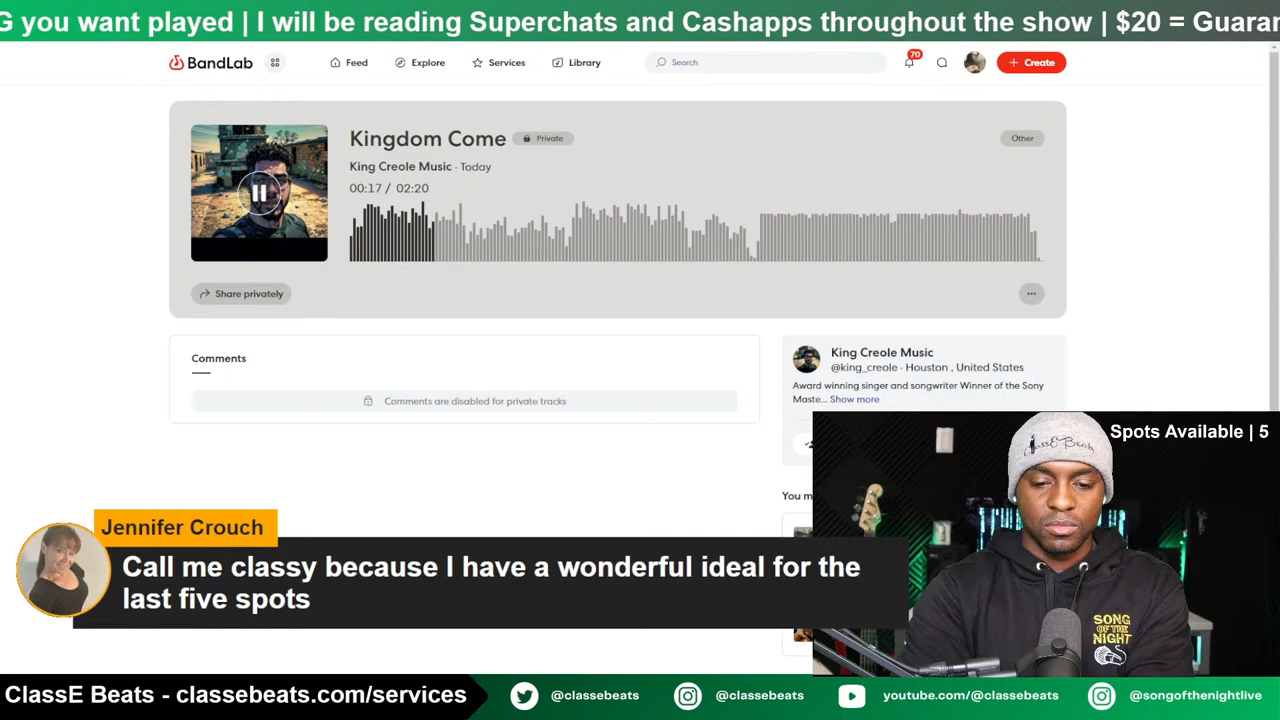 G you want played | I will be reading Superchats and Cashapps throughout the show | $20 = Guaran
BandLab
Feed
Explore
Services
Library
Search
70
Create
Kingdom Come
Private
Other
King Creole Music · Today
00:17 / 02:20
Share privately
Comments
Comments are disabled for private tracks
King Creole Music
@king_creole · Houston , United States
Award winning singer and songwriter Winner of the Sony
Maste... Show more
You m
Spots Available | 5
ClassE Beats
SONG
OF THE
NIGHT
Jennifer Crouch
Call me classy because I have a wonderful ideal for the
last five spots
ClassE Beats - classebeats.com/services
@classebeats
@classebeats
youtube.com/@classebeats
@songofthenightlive